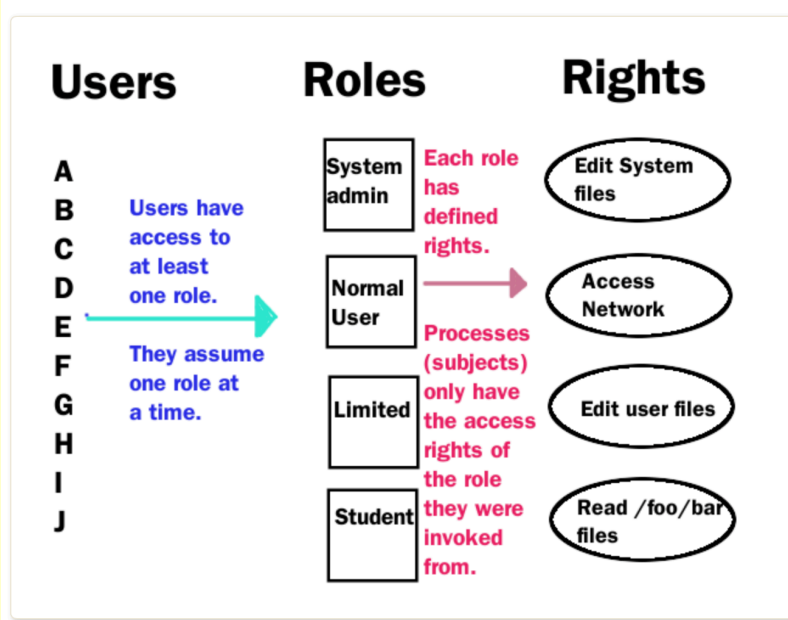 Users
Roles
Rights
A
B
C
D
E
F
G
H
I
J
Users have
access to
at least
one role.
They assume
one role at
a time.
System
admin
Normal
User
Limited
Student
Each role
has
defined
rights.
Processes
(subjects)
only have
the access
rights of
the role
they were
invoked
from.
Edit System
files
Access
Network
Edit user files
Read /foo/bar
files